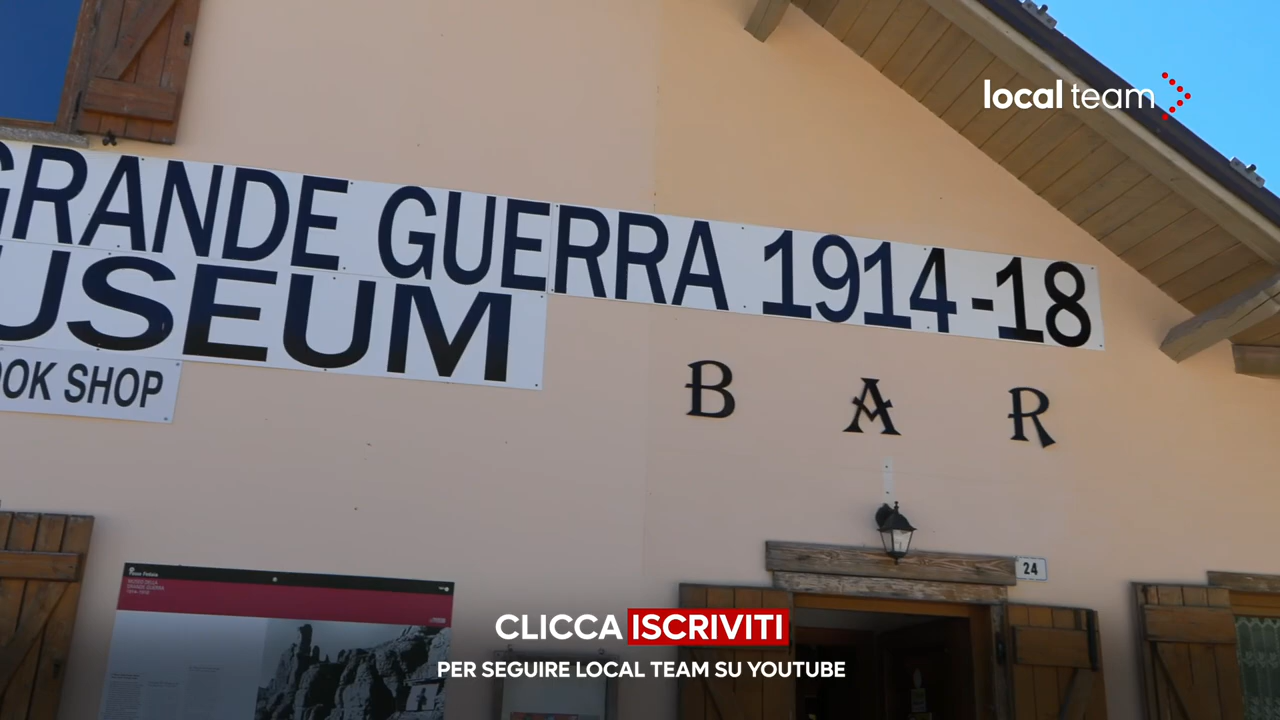 local team
GRANDE GUERRA 1914-18
USEUM
OOK SHOP
B A R
24
CLICCA ISCRIVITI
PER SEGUIRE LOCAL TEAM SU YOUTUBE